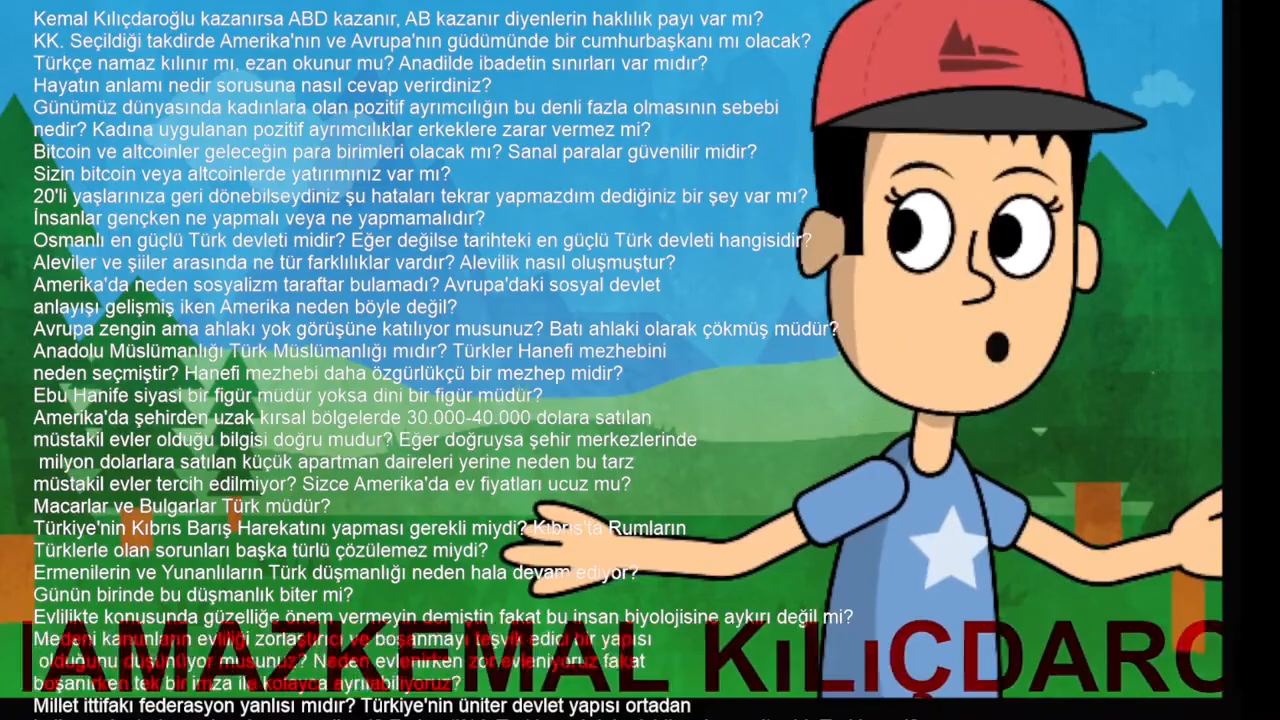 Kemal Kılıçdaroğlu kazanırsa ABD kazanır, AB kazanır diyenlerin haklılık payı var mı?
KK. Seçildiği takdirde Amerika'nın ve Avrupa'nın güdümünde bir cumhurbaşkanı mı olacak?
Türkçe namaz kılınır mı, ezan okunur mu? Anadilde ibadetin sınırları var mıdır?
Hayatın anlamı nedir sorusuna nasıl cevap verirdiniz?
Günümüz dünyasında kadınlara olan pozitif ayrımcılığın bu denli fazla olmasının sebebi
nedir? Kadına uygulanan pozitif ayrımcılıklar erkeklere zarar vermez mi?
Bitcoin ve altcoinler geleceğin para birimleri olacak mı? Sanal paralar güvenilir midir?
Sizin bitcoin veya altcoinlerde yatırımınız var mı?
20'li yaşlarınıza geri dönebilseydiniz şu hataları tekrar yapmazdım dediğiniz bir şey var mı?
İnsanlar gençken ne yapmalı veya ne yapmamalıdır?
Osmanlı en güçlü Türk devleti midir? Eğer değilse tarihteki en güçlü Türk devleti hangisidir?
Aleviler ve şiiler arasında ne tür farklılıklar vardır? Alevilik nasıl oluşmuştur?
Amerika'da neden sosyalizm taraftar bulamadı? Avrupa'daki sosyal devlet
anlayışı gelişmiş iken Amerika neden böyle değil?
Avrupa zengin ama ahlakı yok görüşüne katılıyor musunuz? Batı ahlaki olarak çökmüş müdür?
Anadolu Müslümanlığı Türk Müslümanlığı mıdır? Türkler Hanefi mezhebini
neden seçmiştir? Hanefi mezhebi daha özgürlükçü bir mezhep midir?
Ebu Hanife siyasi bir figür müdür yoksa dini bir figür müdür?
Amerika'da şehirden uzak kırsal bölgelerde 30.000-40.000 dolara satılan
müstakil evler olduğu bilgisi doğru mudur? Eğer doğruysa şehir merkezlerinde
milyon dolarlara satılan küçük apartman daireleri yerine neden bu tarz
müstakil evler tercih edilmiyor? Sizce Amerika'da ev fiyatları ucuz mu?
Macarlar ve Bulgarlar Türk müdür?
Türkiye'nin Kıbrıs Barış Harekatını yapması gerekli miydi? Kıbrıs'ta Rumların
Türklerle olan sorunları başka türlü çözülemez miydi?
Ermenilerin ve Yunanlıların Türk düşmanlığı neden hala devam ediyor?
Günün birinde bu düşmanlık biter mi?
Evlilikte konusunda güzelliğe önem vermeyin demiştin fakat bu insan biyolojisine aykırı değil mi?
Medeni kanunların evliliği zorlaştırıcı ve boşanmayı teşvik edici bir yapısı
olduğunu düşünüyor musunuz? Neden evlenirken zor evleniyoruz fakat
boşanırken tek bir imza ile kolayca ayrılabiliyoruz?
AMAZKEMAL KıLıÇDARO
Millet ittifakı federasyon yanlısı mıdır? Türkiye'nin üniter devlet yapısı ortadan